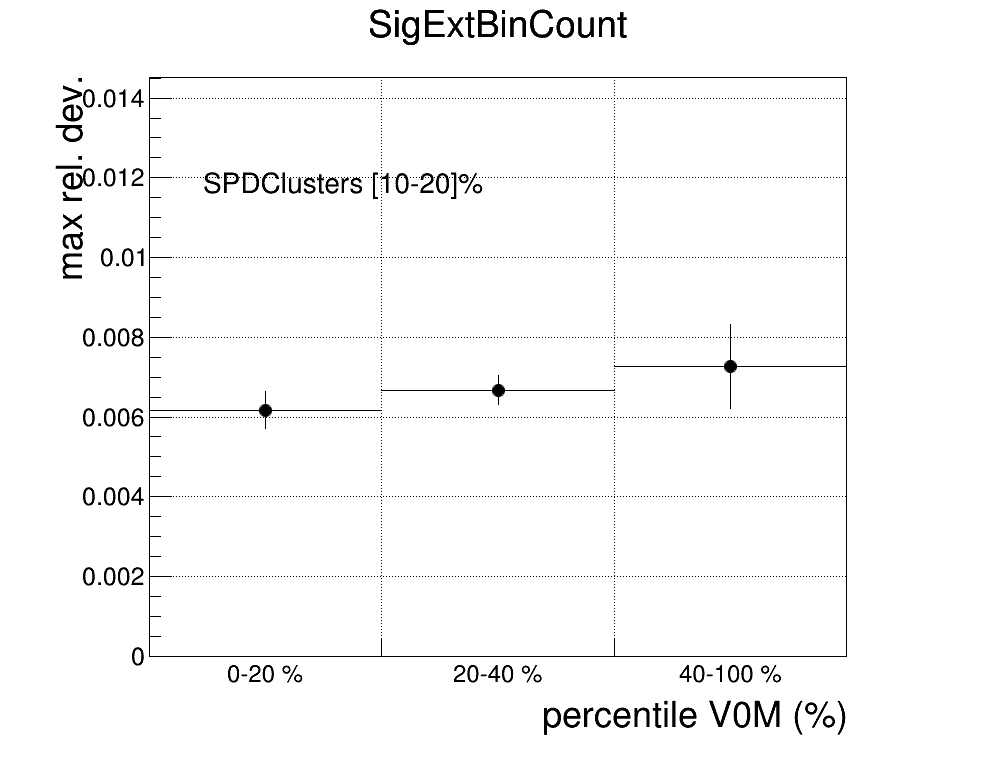 SigExtBinCount
max rel. dev.
0.014
0.012
0.01
0.008
0.006
0.004
0.002
0
SPDClusters [10-20]%
0-20 %
20-40 %
40-100 %
percentile V0M (%)